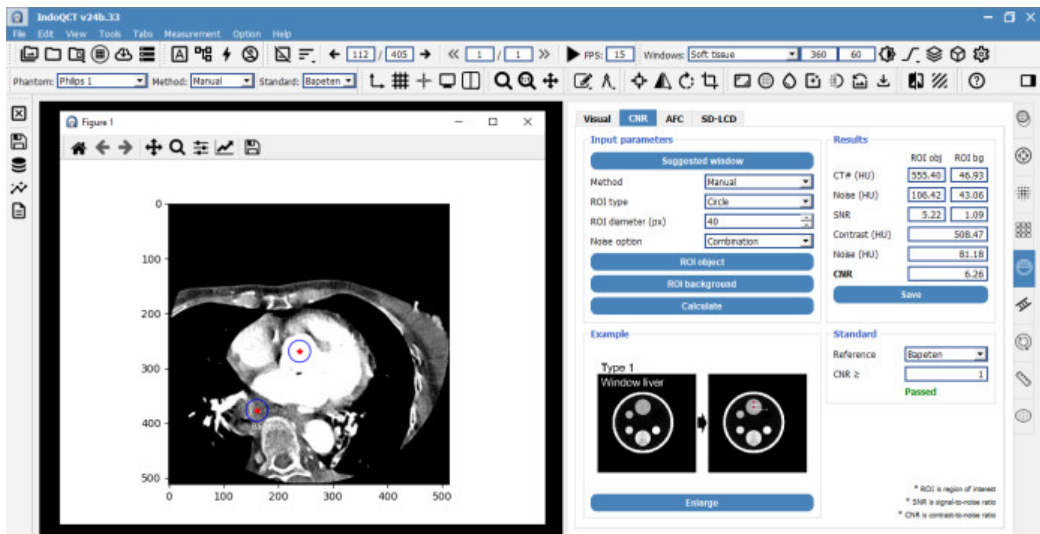 IndoQCT v24b.33
File Edit View Tools Tabs Measurement Option Help
112 / 405 1 / 1 FPS: 15 Windows: Soft tissue 360 60
Phantom: Philips 1 Method: Manual Standard: Bapeten
Figure 1
0
100
200
300
400
500
0 100 200 300 400 500
Visual CNR AFC SD-LCD
Input parameters
Suggested window
Method Manual
ROI type Circle
ROI diameter (px) 40
Noise option Combination
ROI object
ROI background
Calculate
Results
ROI obj ROI bg
CT# (HU) 555.40 46.93
Noise (HU) 106.42 43.06
SNR 5.22 1.09
Contrast (HU) 508.47
Noise (HU) 81.18
CNR 6.26
Save
Example
Type 1
Window liver
Enlarge
Standard
Reference Bapeten
CNR ≥ 1
Passed
* ROI is region of interest
* SNR is signal-to-noise ratio
* CNR is contrast-to-noise ratio